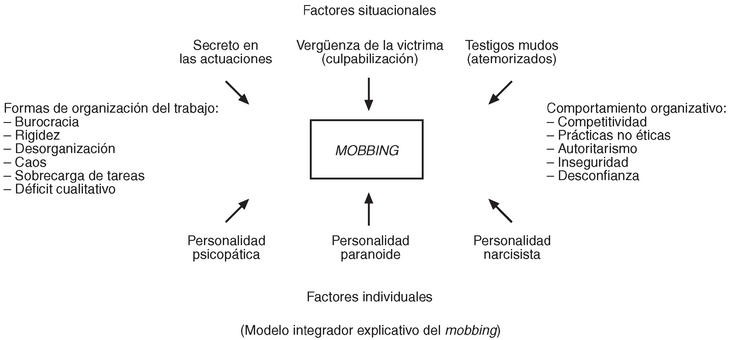 Factores situacionales
Secreto en
las actuaciones
Vergüenza de la victrima
(culpabilización)
Testigos mudos
(atemorizados)
Formas de organización del trabajo:
– Burocracia
– Rigidez
– Desorganización
– Caos
– Sobrecarga de tareas
– Déficit cualitativo
MOBBING
Comportamiento organizativo:
– Competitividad
– Prácticas no éticas
– Autoritarismo
– Inseguridad
– Desconfianza
Personalidad
psicopática
Personalidad
paranoide
Personalidad
narcisista
Factores individuales
(Modelo integrador explicativo del mobbing)